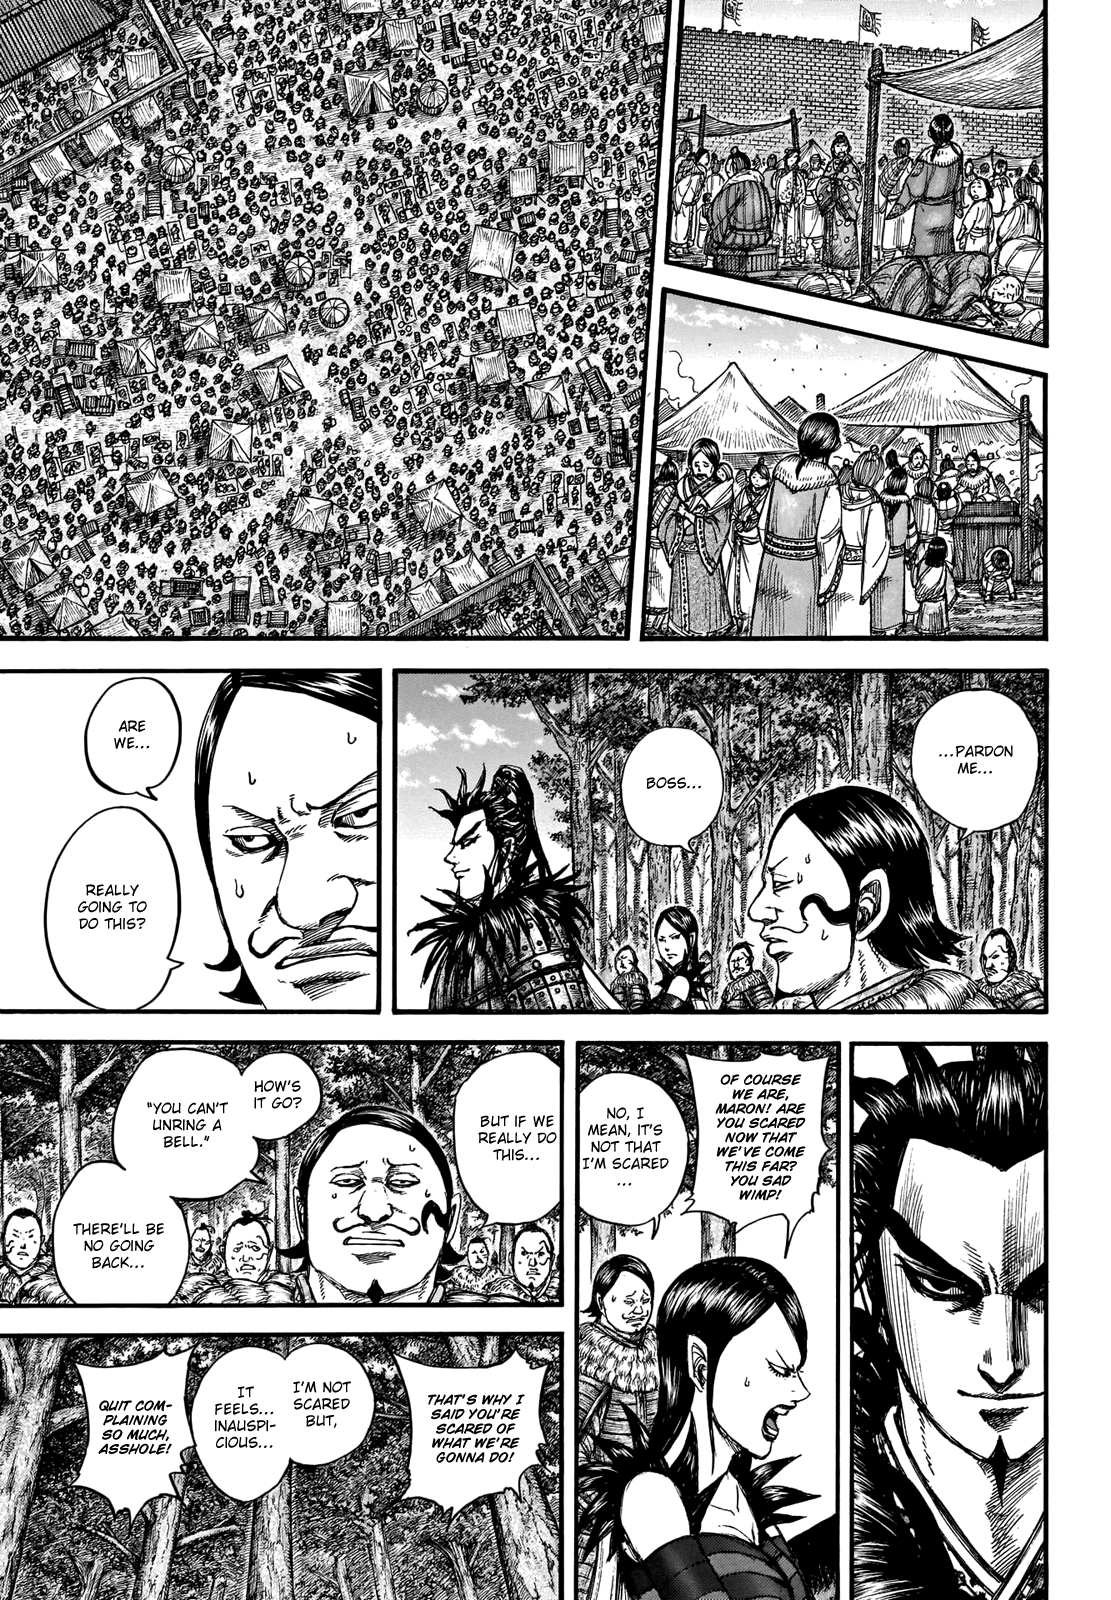 ...PARDON
ME...
BOSS...
ARE
WE...
REALLY
GOING TO
DO THIS?
OF COURSE
WE ARE,
MARON! ARE
YOU SCARED
NOW THAT
WE'VE COME
THIS FAR?
YOU SAD
WIMP!
NO, I
MEAN, IT'S
NOT THAT
I'M SCARED
...
BUT IF WE
REALLY DO
THIS...
HOW'S
IT GO?
"YOU CAN'T
UNRING A
BELL."
THERE'LL BE
NO GOING
BACK...
THAT'S WHY I
SAID YOU'RE
SCARED OF
WHAT WE'RE
GONNA DO!
I'M NOT
SCARED
BUT,
IT
FEELS...
INAUSPI-
CIOUS...
QUIT COM-
PLAINING
SO MUCH,
ASSHOLE!